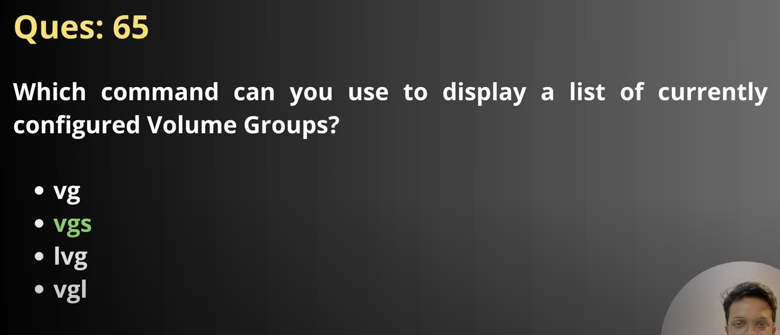 Ques: 65
Which command can you use to display a list of currently
configured Volume Groups?
• vg
• vgs
• lvg
• vgl